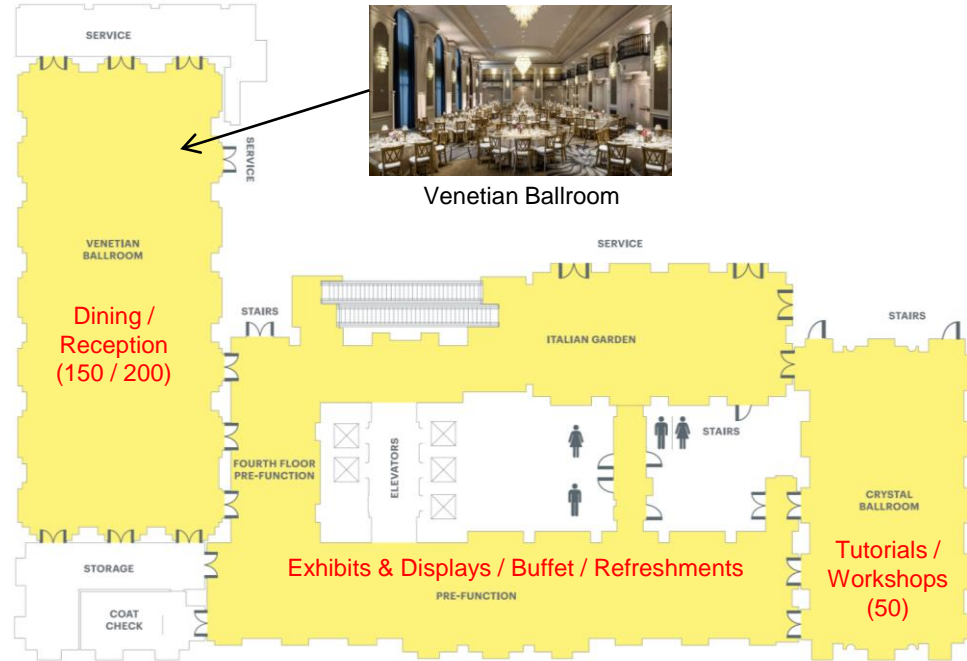 SERVICE
Venetian Ballroom
SERVICE
VENETIAN
BALLROOM
Dining /
Reception
(150 / 200)
STAIRS
SERVICE
ITALIAN GARDEN
STAIRS
STAIRS
ELEVATORS
FOURTH FLOOR
PRE-FUNCTION
CRYSTAL
BALLROOM
Tutorials /
Workshops
(50)
Exhibits & Displays / Buffet / Refreshments
PRE-FUNCTION
STORAGE
COAT
CHECK